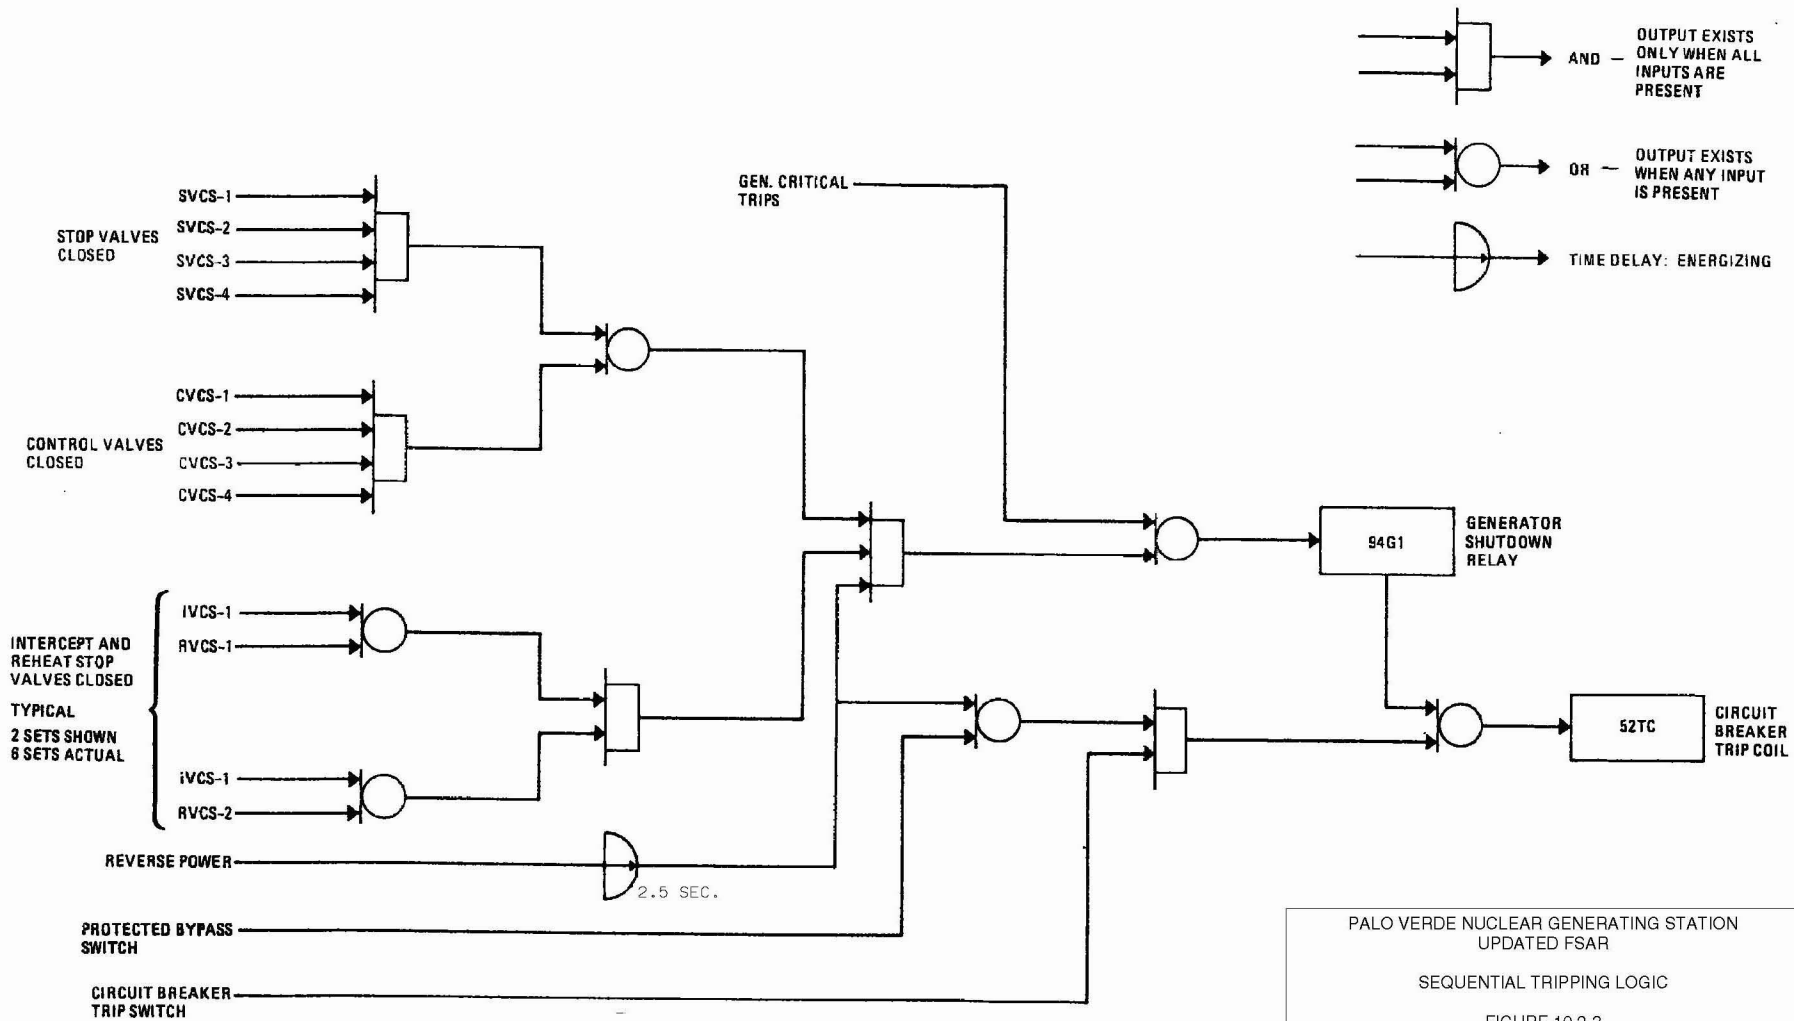 OUTPUT EXISTS
ONLY WHEN ALL
INPUTS ARE
PRESENT
AND —
OUTPUT EXISTS
WHEN ANY INPUT
IS PRESENT
OR —
TIME DELAY: ENERGIZING
GEN. CRITICAL
TRIPS
STOP VALVES
CLOSED
SVCS-1
SVCS-2
SVCS-3
SVCS-4
CONTROL VALVES
CLOSED
CVCS-1
CVCS-2
CVCS-3
CVCS-4
INTERCEPT AND
REHEAT STOP
VALVES CLOSED
TYPICAL
2 SETS SHOWN
6 SETS ACTUAL
IVCS-1
RVCS-1
IVCS-1
RVCS-2
REVERSE POWER
2.5 SEC.
PROTECTED BYPASS
SWITCH
CIRCUIT BREAKER
TRIP SWITCH
94G1
GENERATOR
SHUTDOWN
RELAY
52TC
CIRCUIT
BREAKER
TRIP COIL
PALO VERDE NUCLEAR GENERATING STATION
UPDATED FSAR
SEQUENTIAL TRIPPING LOGIC